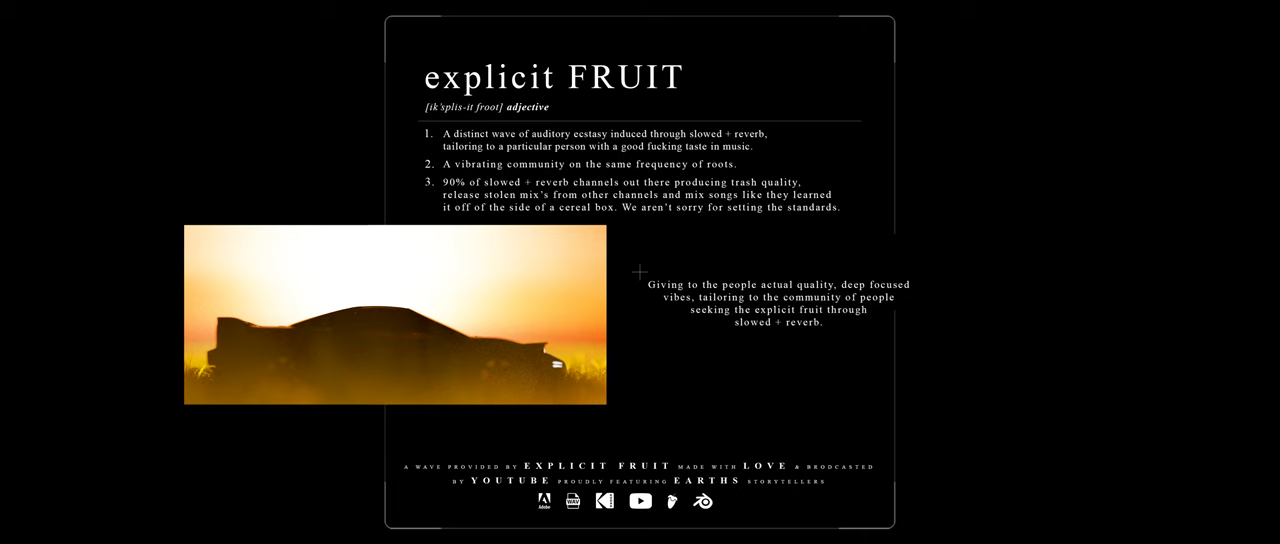 explicit FRUIT
[ik'splis-it froot] adjective
1. A distinct wave of auditory ecstasy induced through slowed + reverb,
tailoring to a particular person with a good fucking taste in music.
2. A vibrating community on the same frequency of roots.
3. 90% of slowed + reverb channels out there producing trash quality,
release stolen mix's from other channels and mix songs like they learned
it off of the side of a cereal box. We aren't sorry for setting the standards.
Giving to the people actual quality, deep focused
vibes, tailoring to the community of people
seeking the explicit fruit through
slowed + reverb.
A WAVE PROVIDED BY EXPLICIT FRUIT MADE WITH LOVE & BRODCASTED
BY YOUTUBE PROUDLY FEATURING EARTHS STORYTELLERS
Adobe WAV